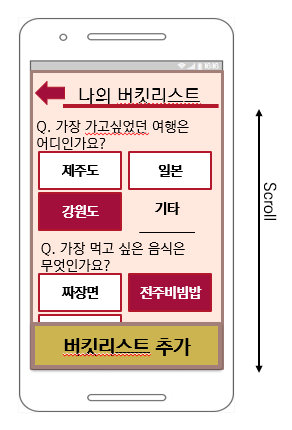 16:16
나의 버킷리스트
Q. 가장 가고싶었던 여행은
어디인가요?
제주도 일본
강원도 기타
Q. 가장 먹고 싶은 음식은
무엇인가요?
짜장면 전주비빔밥
버킷리스트 추가
Scroll